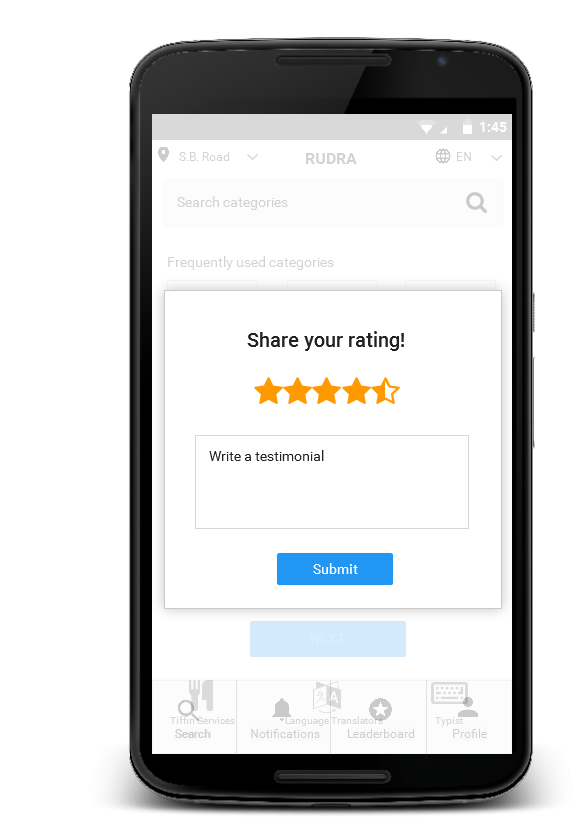 1:45
S.B. Road RUDRA EN
Search categories
Frequently used categories
Share your rating!
Write a testimonial
Submit
NEXT
Tiffin Services Language Translators Typist
Search Notifications Leaderboard Profile